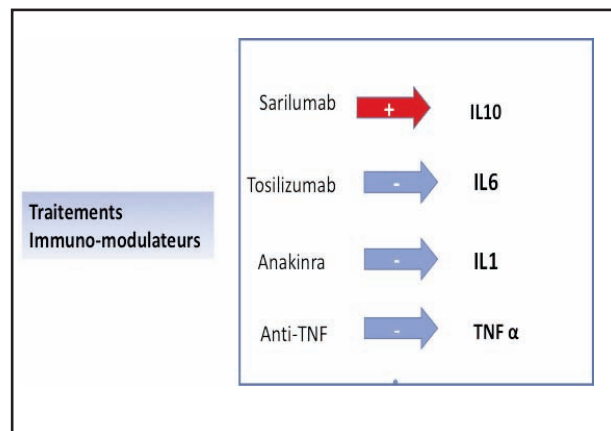 Traitements
Immuno-modulateurs
Sarilumab + IL10
Tosilizumab - IL6
Anakinra - IL1
Anti-TNF - TNF α